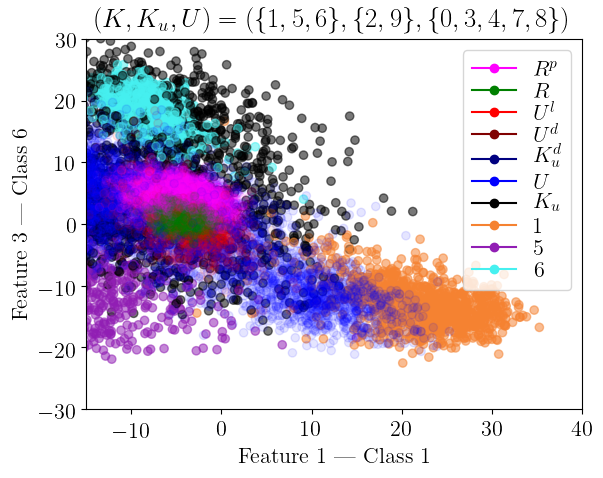 (K, K_u, U) = ({1, 5, 6}, {2, 9}, {0, 3, 4, 7, 8})
30
20
10
0
−10
−20
−30
Feature 3 — Class 6
R^p
R
U^l
U^d
K_u^d
U
K_u
1
5
6
−10
0
10
20
30
40
Feature 1 — Class 1